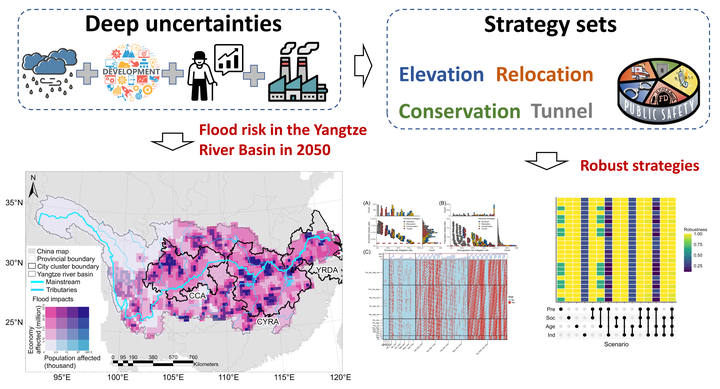 Deep uncertainties
DEVELOPMENT
Strategy sets
Elevation Relocation
Conservation Tunnel
PUBLIC SAFETY
FD
Flood risk in the Yangtze
River Basin in 2050
Robust strategies
N
35°N
30°N
25°N
China map
Provincial boundary
City cluster boundary
Yangtze river basin
Mainstream
Tributaries
Flood impacts
Economy
affected (million)
Population affected
(thousand)
CCA
CYRA
YRDA
0 95 190 380 570 760
Kilometers
95°E 100°E 105°E 110°E 115°E 120°E
(A)
(B)
(C)
Robustness
1.00
0.75
0.50
0.25
Pre
Soc
Age
Ind
Scenario